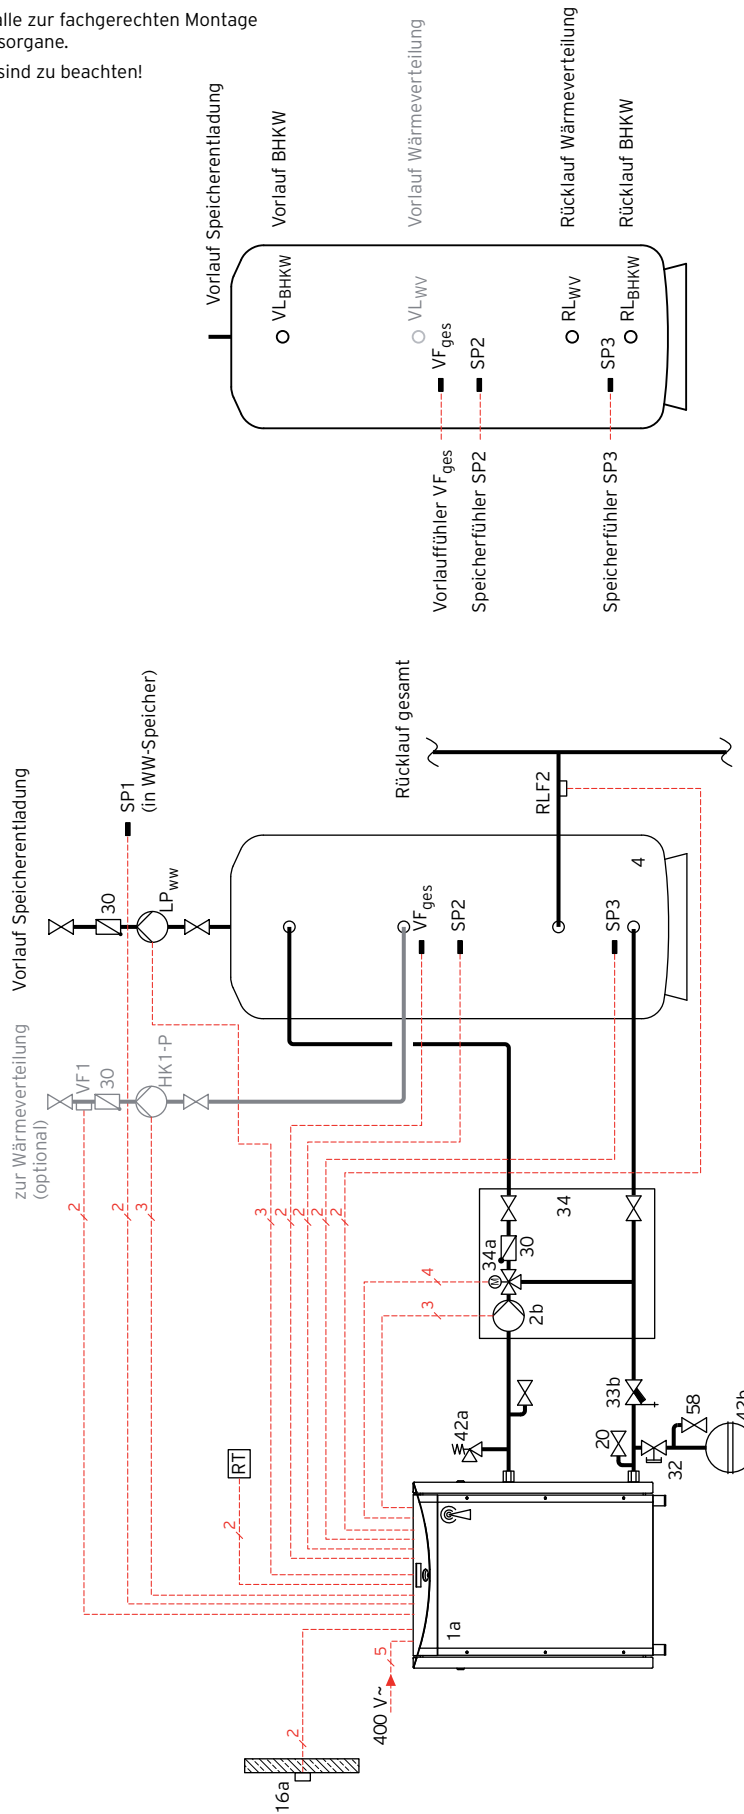 alle zur fachgerechten Montage
sorgane.
sind zu beachten!
Vorlauf Speicherentladung
Vorlauf BHKW
Vorlauf Wärmeverteilung
Rücklauf Wärmeverteilung
Rücklauf BHKW
VLBHKW
VLWV
RLWV
RLBHKW
VFges
SP2
SP3
Vorlauffühler VFges
Speicherfühler SP2
Speicherfühler SP3
zur Wärmeverteilung
(optional)
Vorlauf Speicherentladung
SP1
(in WW-Speicher)
VF1
30
HK1-P
30
LPWW
Rücklauf gesamt
RLF2
VFges
SP2
SP3
4
2
2
3
3
2
2
2
2
4
3
34a
30
34
2b
42a
33b
20
32
58
42b
RT
2
1a
5
400 V~
2
16a